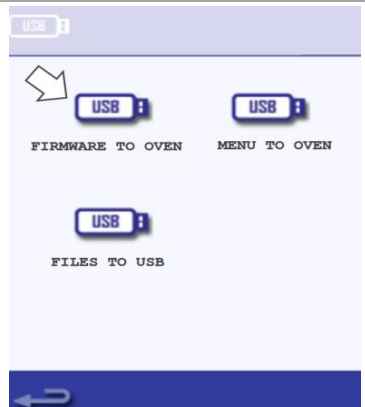 USB
USB USB
FIRMWARE TO OVEN MENU TO OVEN
USB
FILES TO USB